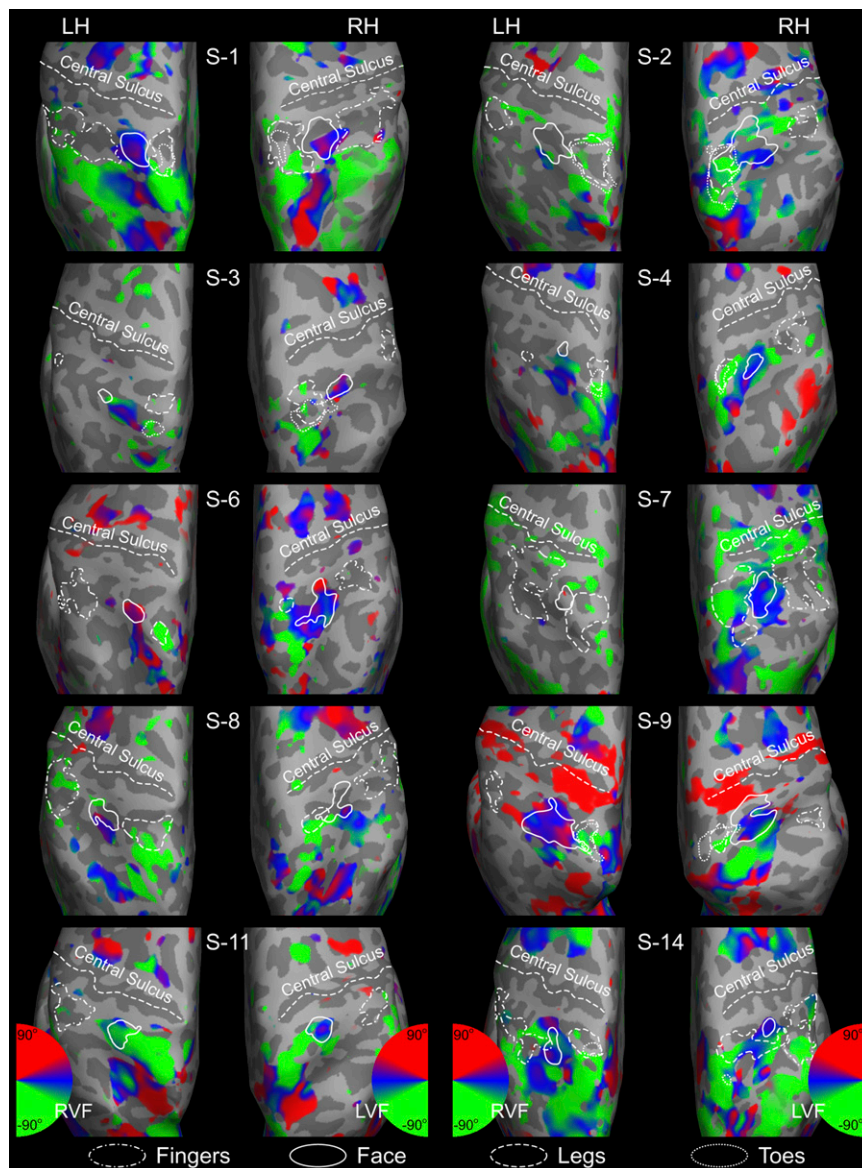 LH RH LH RH
S-1 S-2
Central Sulcus Central Sulcus Central Sulcus Central Sulcus
S-3 S-4
Central Sulcus Central Sulcus Central Sulcus Central Sulcus
S-6 S-7
Central Sulcus Central Sulcus Central Sulcus Central Sulcus
S-8 S-9
Central Sulcus Central Sulcus Central Sulcus Central Sulcus
S-11 S-14
Central Sulcus Central Sulcus Central Sulcus Central Sulcus
90° 90° 90° 90°
RVF LVF RVF LVF
-90° -90° -90° -90°
Fingers Face Legs Toes